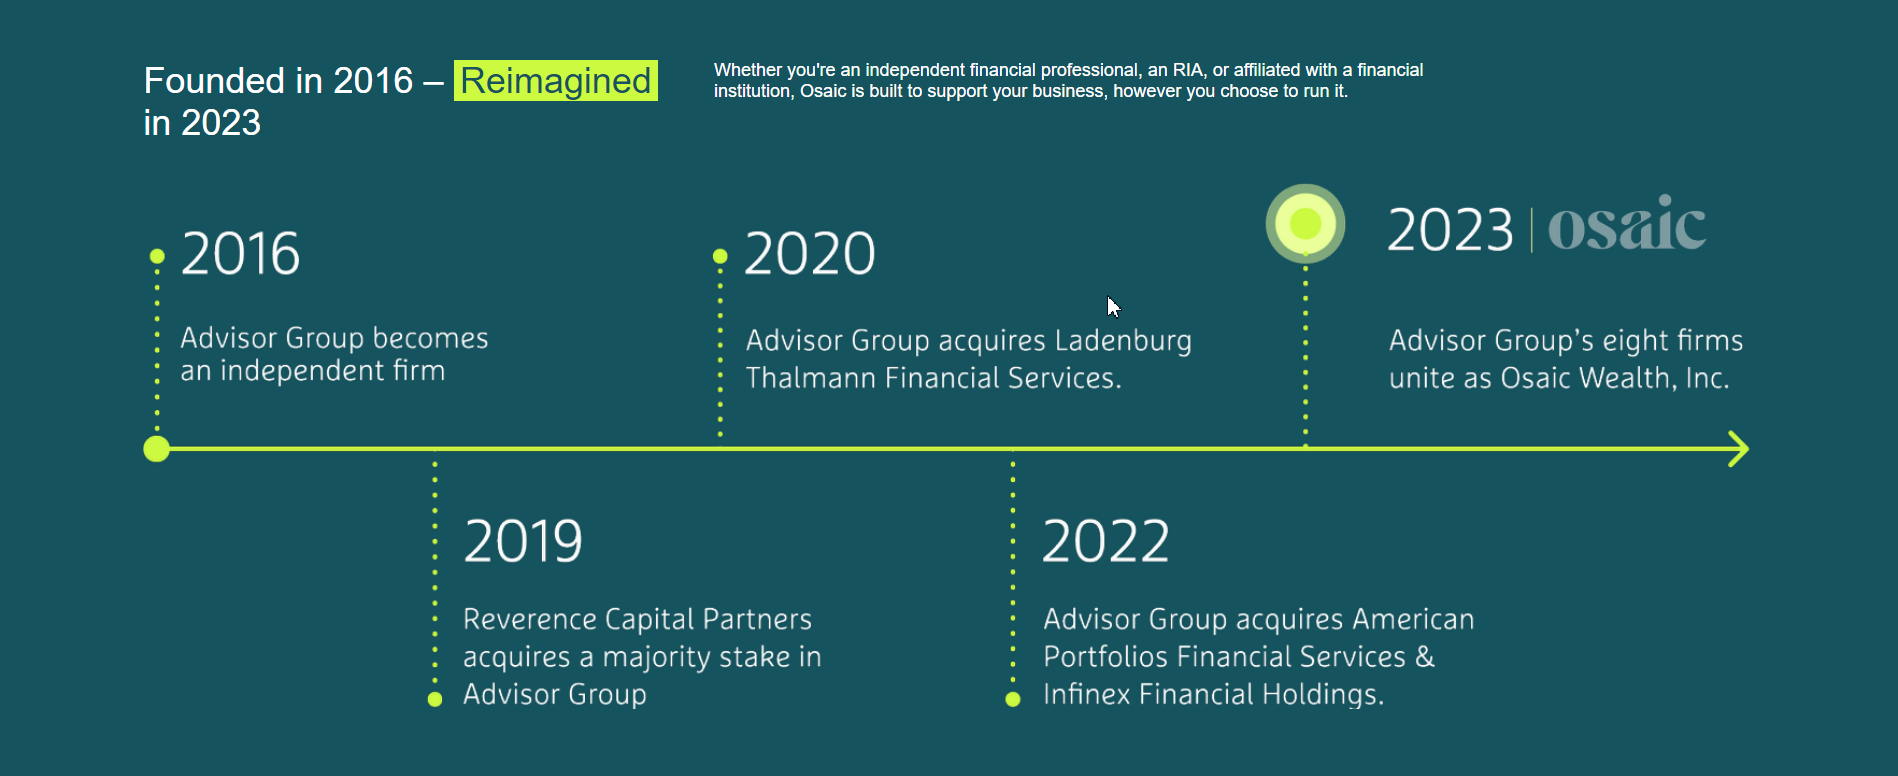 Founded in 2016 – Reimagined
in 2023
Whether you're an independent financial professional, an RIA, or affiliated with a financial
institution, Osaic is built to support your business, however you choose to run it.
2016
Advisor Group becomes
an independent firm
2019
Reverence Capital Partners
acquires a majority stake in
Advisor Group
2020
Advisor Group acquires Ladenburg
Thalmann Financial Services.
2022
Advisor Group acquires American
Portfolios Financial Services &
Infinex Financial Holdings.
2023 | osaic
Advisor Group’s eight firms
unite as Osaic Wealth, Inc.